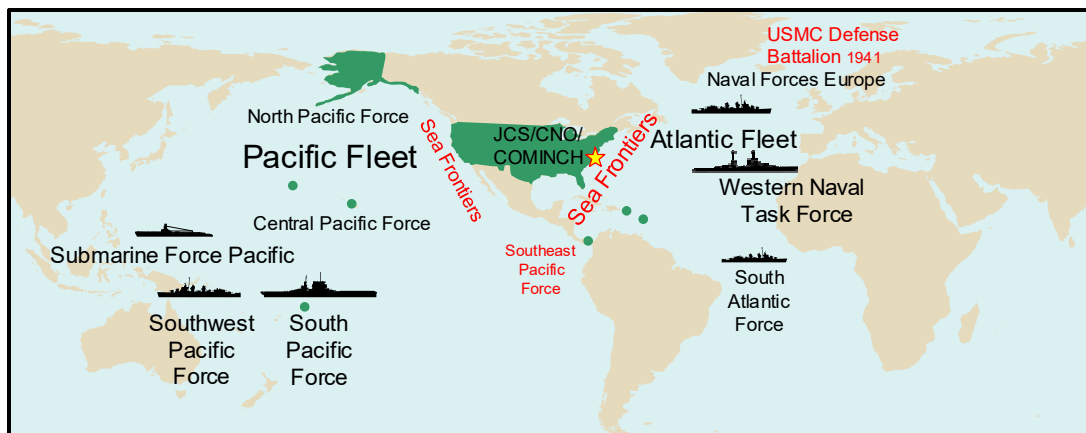 USMC Defense
Battalion 1941
Naval Forces Europe
North Pacific Force
Sea Frontiers
JCS/CNO/
COMINCH
Sea Frontiers
Atlantic Fleet
Pacific Fleet
Western Naval
Task Force
Central Pacific Force
Submarine Force Pacific
Southeast
Pacific
Force
South
Atlantic
Force
Southwest
Pacific
Force
South
Pacific
Force